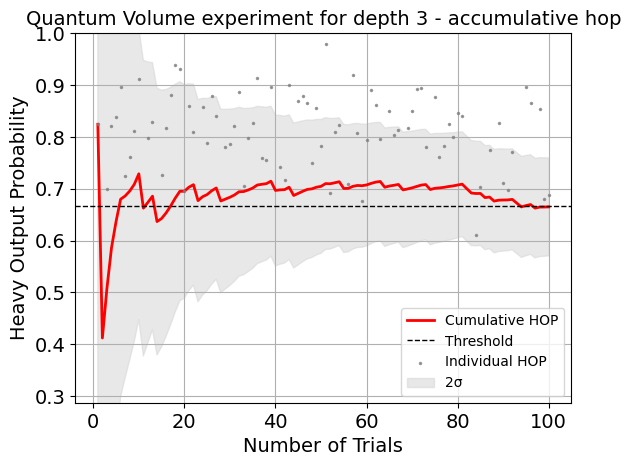 Quantum Volume experiment for depth 3 - accumulative hop
1.0
0.9
0.8
0.7
0.6
0.5
0.4
0.3
Heavy Output Probability
Cumulative HOP
Threshold
Individual HOP
2σ
0 20 40 60 80 100
Number of Trials